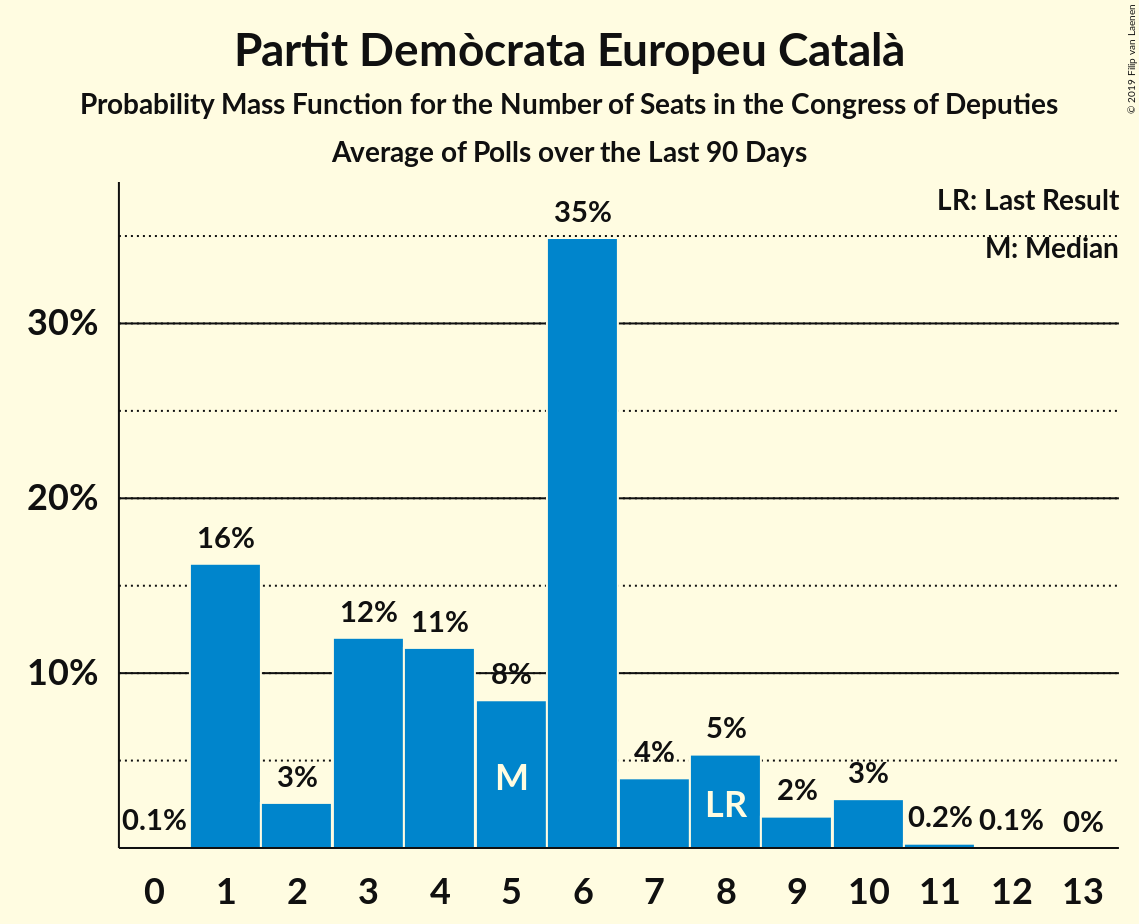 Partit Demòcrata Europeu Català
Probability Mass Function for the Number of Seats in the Congress of Deputies
Average of Polls over the Last 90 Days
© 2019 Filip van Laenen
LR: Last Result
M: Median
35%
30%
20%
16%
12%
11%
10%
8%
4%
5%
3%
2%
3%
0.1%
0.2%
0.1%
0%
M
LR
0 1 2 3 4 5 6 7 8 9 10 11 12 13